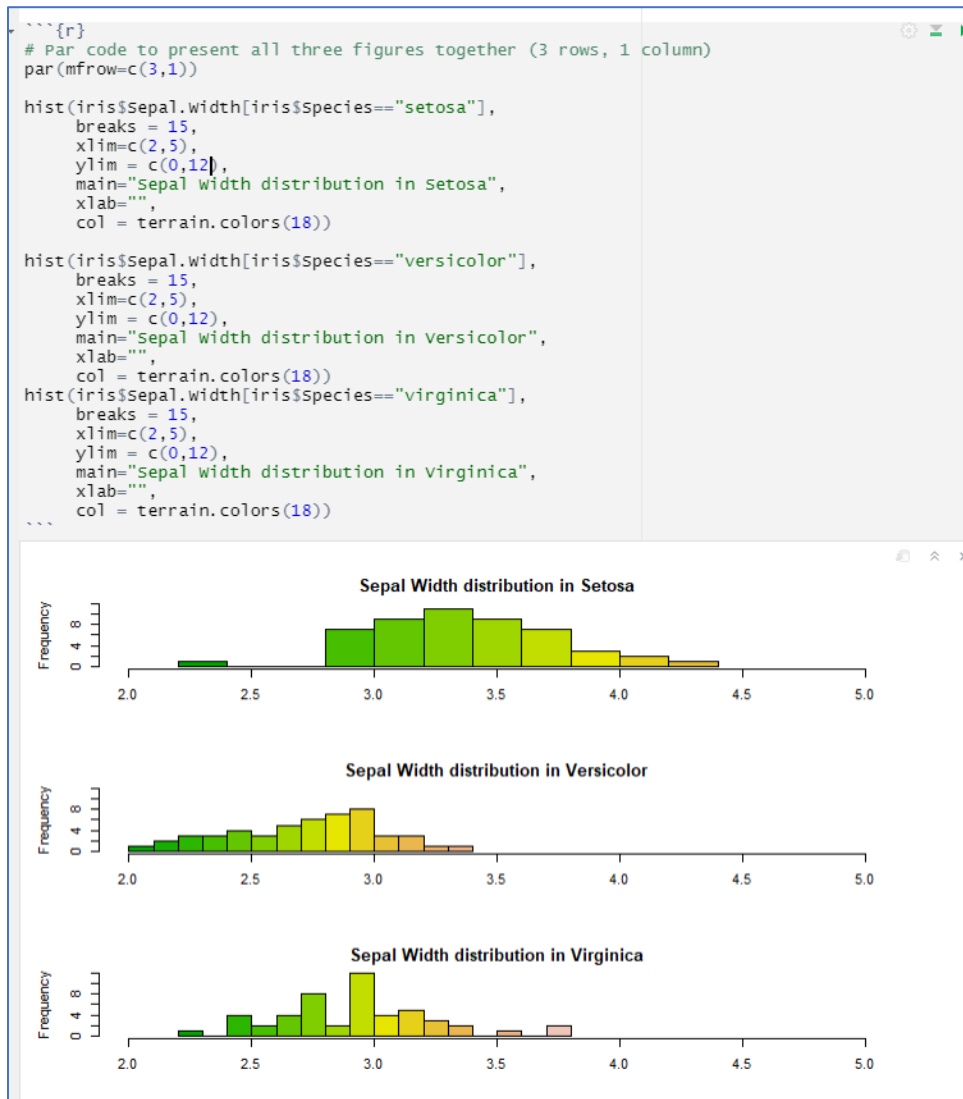 ```{r}
# Par code to present all three figures together (3 rows, 1 column)
par(mfrow=c(3,1))
hist(iris$Sepal.Width[iris$Species=="setosa"],
breaks = 15,
xlim=c(2,5),
ylim = c(0,12),
main="Sepal Width distribution in Setosa",
xlab="",
col = terrain.colors(18))
hist(iris$Sepal.Width[iris$Species=="versicolor"],
breaks = 15,
xlim=c(2,5),
ylim = c(0,12),
main="Sepal Width distribution in Versicolor",
xlab="",
col = terrain.colors(18))
hist(iris$Sepal.Width[iris$Species=="virginica"],
breaks = 15,
xlim=c(2,5),
ylim = c(0,12),
main="Sepal Width distribution in Virginica",
xlab="",
col = terrain.colors(18))
```
Sepal Width distribution in Setosa
Frequency
8
4
0
2.0 2.5 3.0 3.5 4.0 4.5 5.0
Sepal Width distribution in Versicolor
Frequency
8
4
0
2.0 2.5 3.0 3.5 4.0 4.5 5.0
Sepal Width distribution in Virginica
Frequency
8
4
0
2.0 2.5 3.0 3.5 4.0 4.5 5.0